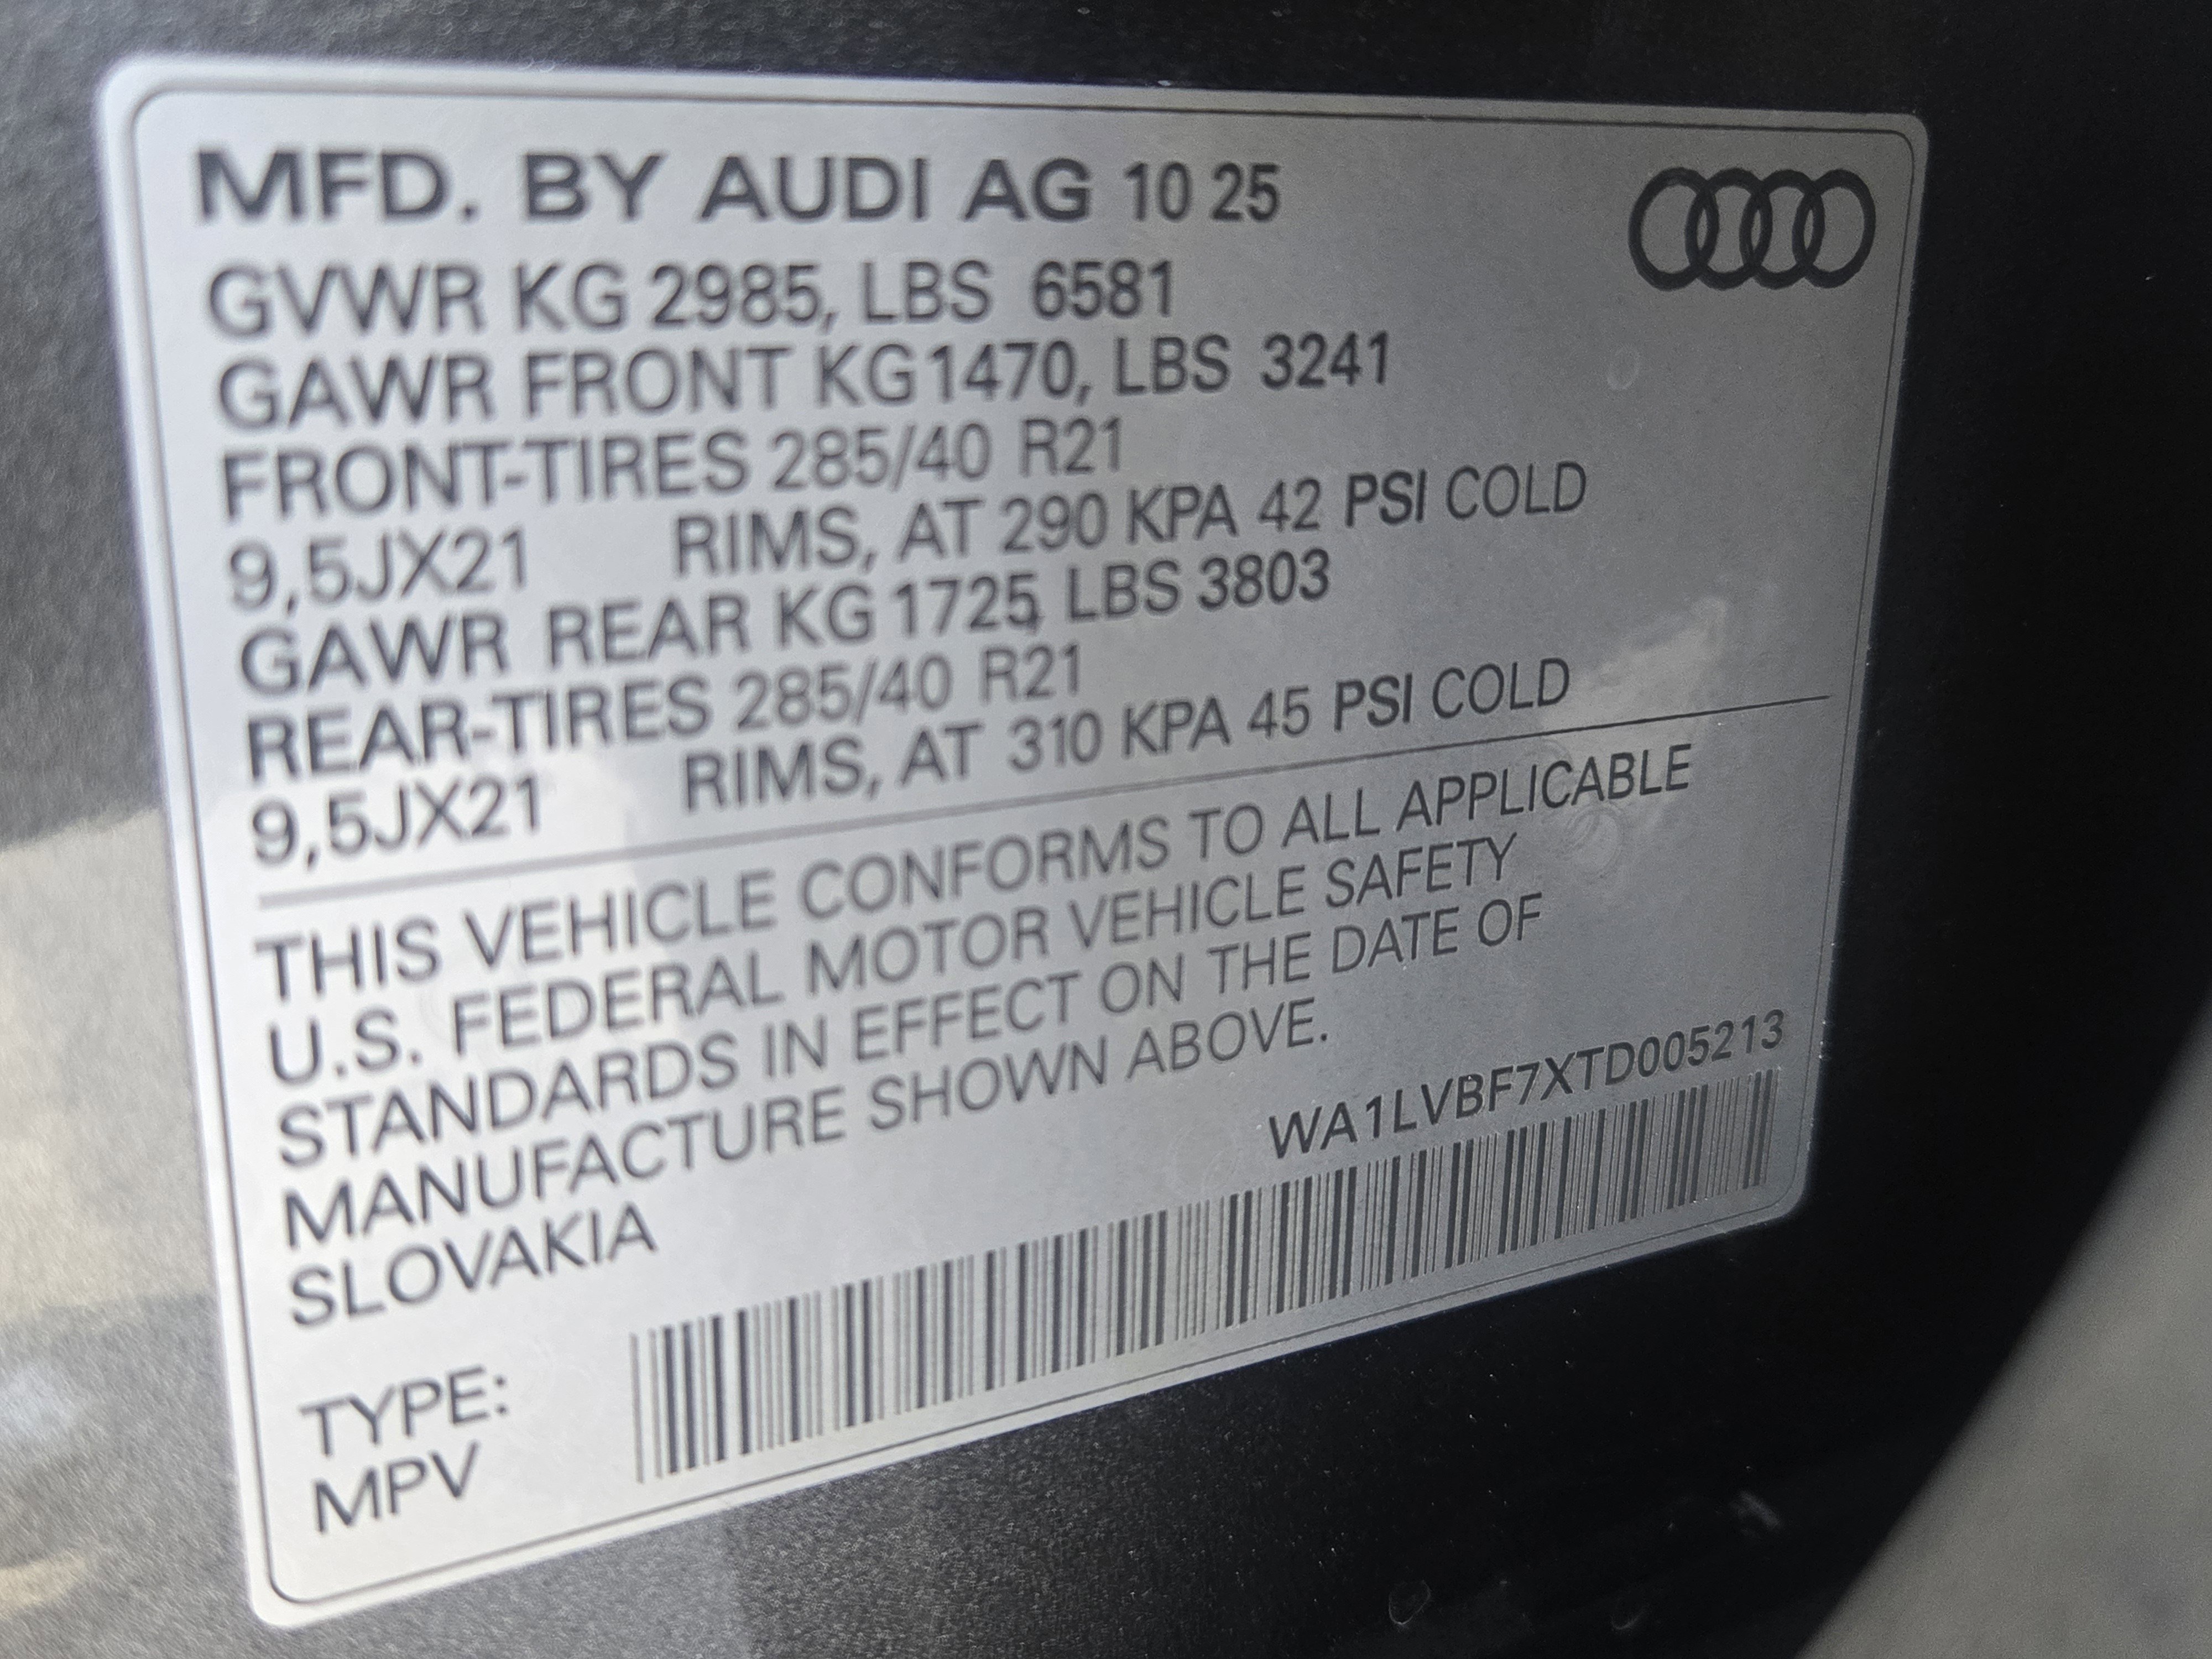 MFD. BY AUDI AG 10 25
GVWR KG 2985, LBS 6581
GAWR FRONT KG 1470, LBS 3241
FRONT-TIRES 285/40 R21
9,5JX21 RIMS, AT 290 KPA 42 PSI COLD
GAWR REAR KG 1725, LBS 3803
REAR-TIRES 285/40 R21
9,5JX21 RIMS, AT 310 KPA 45 PSI COLD
THIS VEHICLE CONFORMS TO ALL APPLICABLE
U.S. FEDERAL MOTOR VEHICLE SAFETY
STANDARDS IN EFFECT ON THE DATE OF
MANUFACTURE SHOWN ABOVE.
SLOVAKIA
WA1LVBF7XTD005213
TYPE:
MPV